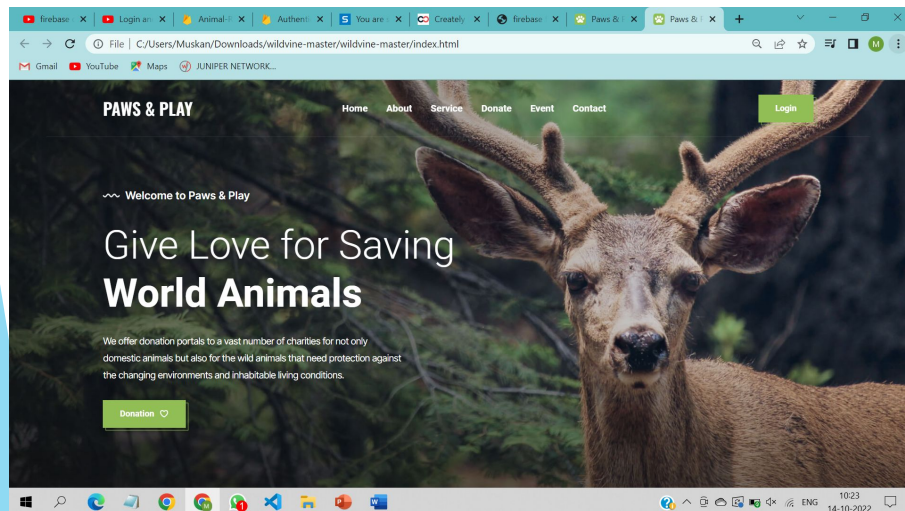 firebase
Login an
Animal-
Authenti
You are
Creately
firebase
Paws &
Paws &
File | C:/Users/Muskan/Downloads/wildvine-master/wildvine-master/index.html
M
Gmail
YouTube
Maps
JUNIPER NETWORK...
PAWS & PLAY
Home About Service Donate Event Contact
Login
Welcome to Paws & Play
Give Love for Saving
World Animals
We offer donation portals to a vast number of charities for not only
domestic animals but also for the wild animals that need protection against
the changing environments and inhabitable living conditions.
Donation
ENG
10:23
14-10-2022